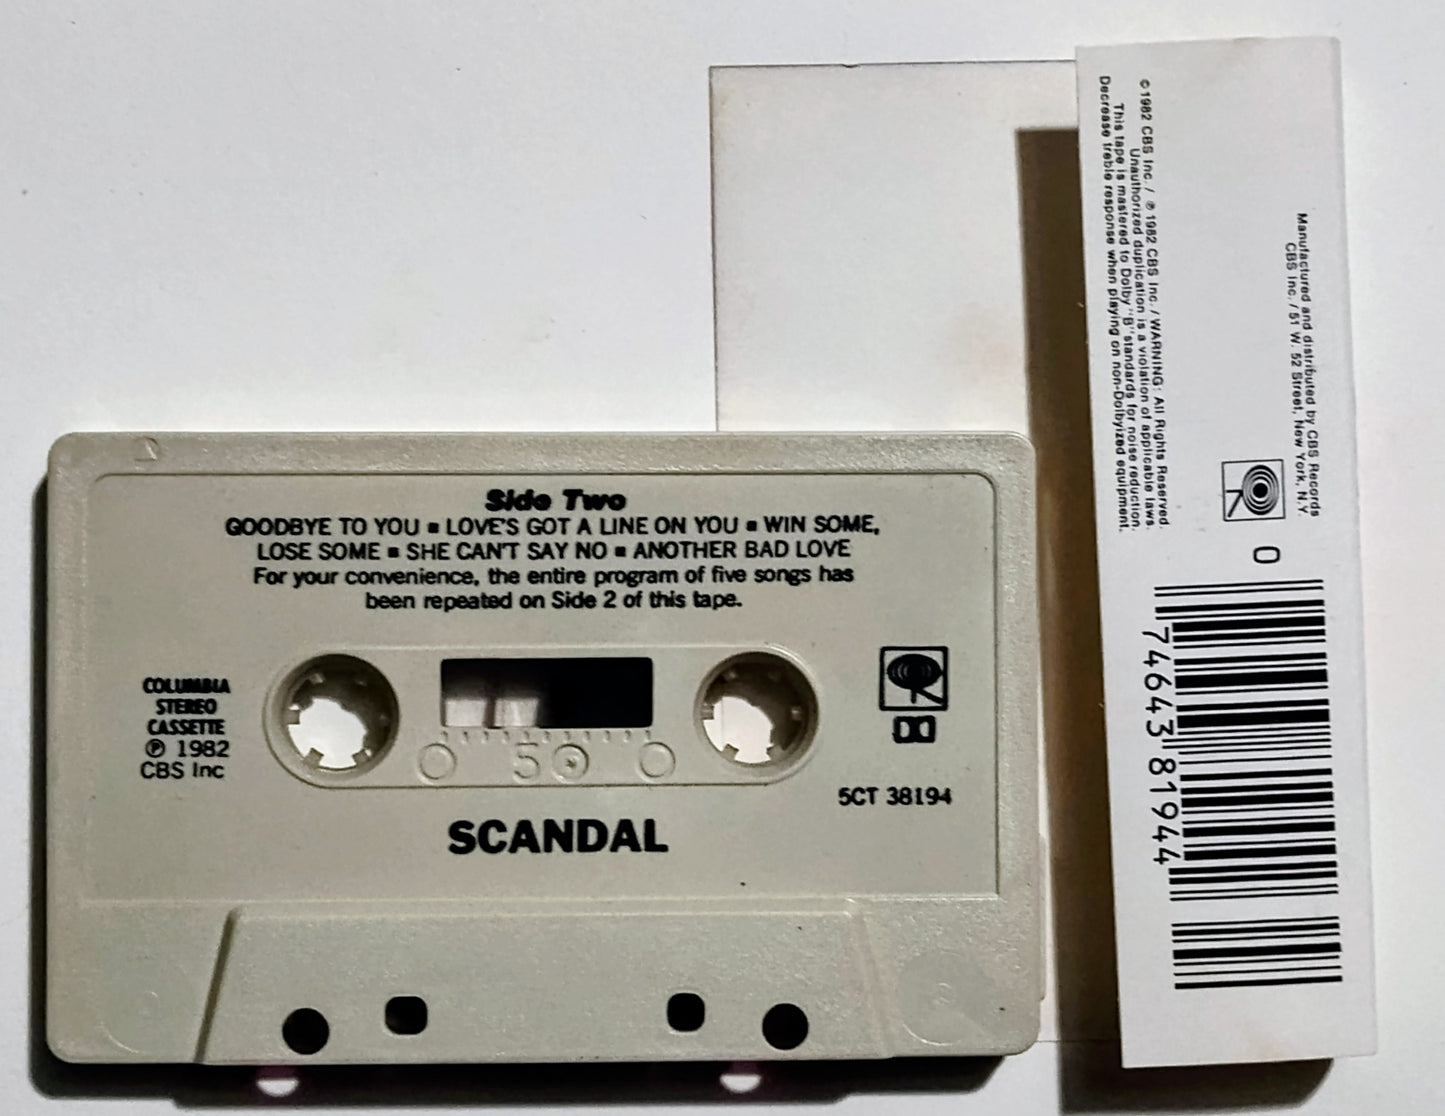 Side Two
GOODBYE TO YOU ▪ LOVE'S GOT A LINE ON YOU ▪ WIN SOME,
LOSE SOME ▪ SHE CAN'T SAY NO ▪ ANOTHER BAD LOVE
For your convenience, the entire program of five songs has
been repeated on Side 2 of this tape.
COLUMBIA
STEREO
CASSETTE
℗ 1982
CBS Inc
50
5CT 38194
SCANDAL
Manufactured and distributed by CBS Records
CBS Inc. / 51 W. 52 Street, New York, N.Y.
© 1982 CBS Inc. / ℗ 1982 CBS Inc. / WARNING: All Rights Reserved.
Unauthorized duplication is a violation of applicable laws.
This tape is mastered to Dolby "B" standards for noise reduction.
Decrease treble response when playing on non-Dolbyized equipment.
0
74643 81944